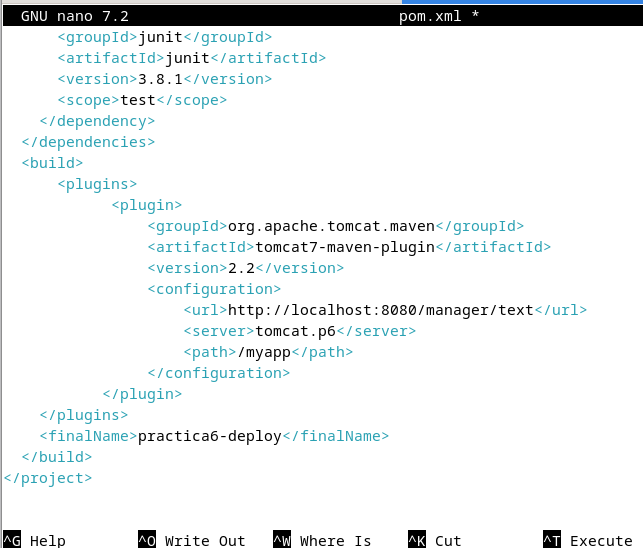 GNU nano 7.2 pom.xml *
<groupId>junit</groupId>
<artifactId>junit</artifactId>
<version>3.8.1</version>
<scope>test</scope>
</dependency>
</dependencies>
<build>
<plugins>
<plugin>
<groupId>org.apache.tomcat.maven</groupId>
<artifactId>tomcat7-maven-plugin</artifactId>
<version>2.2</version>
<configuration>
<url>http://localhost:8080/manager/text</url>
<server>tomcat.p6</server>
<path>/myapp</path>
</configuration>
</plugin>
</plugins>
<finalName>practica6-deploy</finalName>
</build>
</project>
^G Help ^O Write Out ^W Where Is ^K Cut ^T Execute